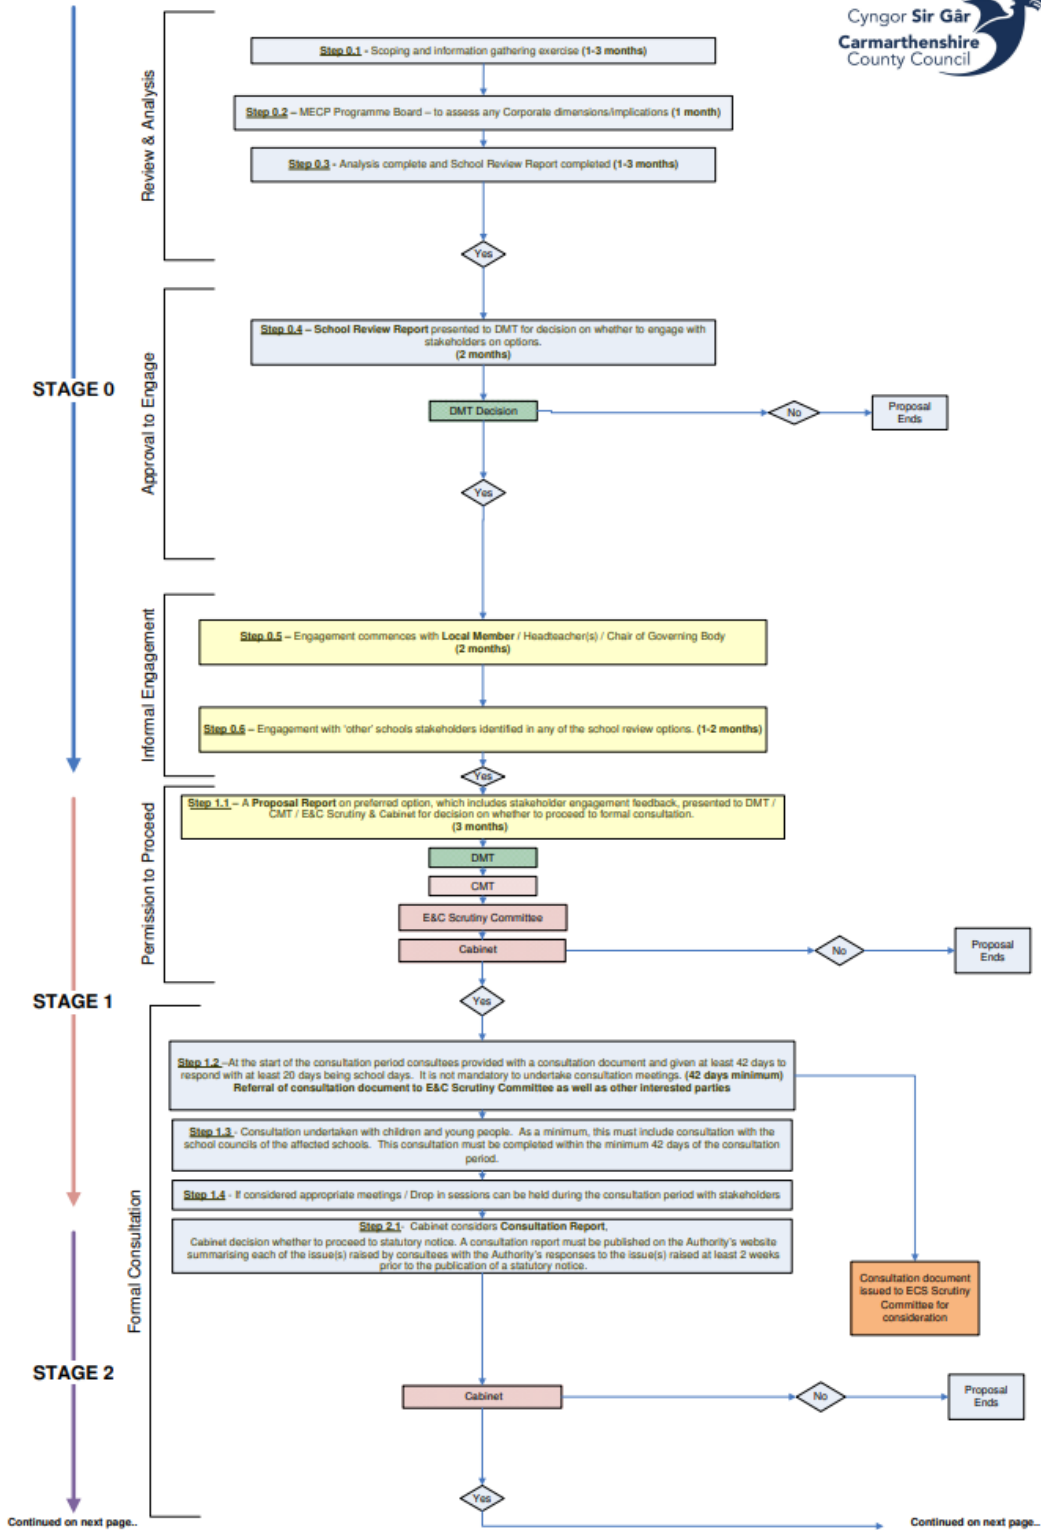 Cyngor Sir Gâr
Carmarthenshire
County Council
Review & Analysis
Step 0.1 - Scoping and information gathering exercise (1-3 months)
Step 0.2 – MECP Programme Board – to assess any Corporate dimensions/implications (1 month)
Step 0.3 - Analysis complete and School Review Report completed (1-3 months)
Yes
STAGE 0
Approval to Engage
Step 0.4 – School Review Report presented to DMT for decision on whether to engage with
stakeholders on options.
(2 months)
DMT Decision
No
Proposal
Ends
Yes
Informal Engagement
Step 0.5 – Engagement commences with Local Member / Headteacher(s) / Chair of Governing Body
(2 months)
Step 0.6 – Engagement with 'other' schools stakeholders identified in any of the school review options. (1-2 months)
Yes
Permission to Proceed
Step 1.1 – A Proposal Report on preferred option, which includes stakeholder engagement feedback, presented to DMT /
CMT / E&C Scrutiny & Cabinet for decision on whether to proceed to formal consultation.
(3 months)
DMT
CMT
E&C Scrutiny Committee
Cabinet
No
Proposal
Ends
STAGE 1
Yes
Formal Consultation
Step 1.2 –At the start of the consultation period consultees provided with a consultation document and given at least 42 days to
respond with at least 20 days being school days. It is not mandatory to undertake consultation meetings. (42 days minimum)
Referral of consultation document to E&C Scrutiny Committee as well as other interested parties
Step 1.3 - Consultation undertaken with children and young people. As a minimum, this must include consultation with the
school councils of the affected schools. This consultation must be completed within the minimum 42 days of the consultation
period.
Step 1.4 - If considered appropriate meetings / Drop in sessions can be held during the consultation period with stakeholders
Step 2.1- Cabinet considers Consultation Report,
Cabinet decision whether to proceed to statutory notice. A consultation report must be published on the Authority's website
summarising each of the issue(s) raised by consultees with the Authority's responses to the issue(s) raised at least 2 weeks
prior to the publication of a statutory notice.
Consultation document
issued to ECS Scrutiny
Committee for
consideration
STAGE 2
Cabinet
No
Proposal
Ends
Yes
Continued on next page..
Continued on next page..